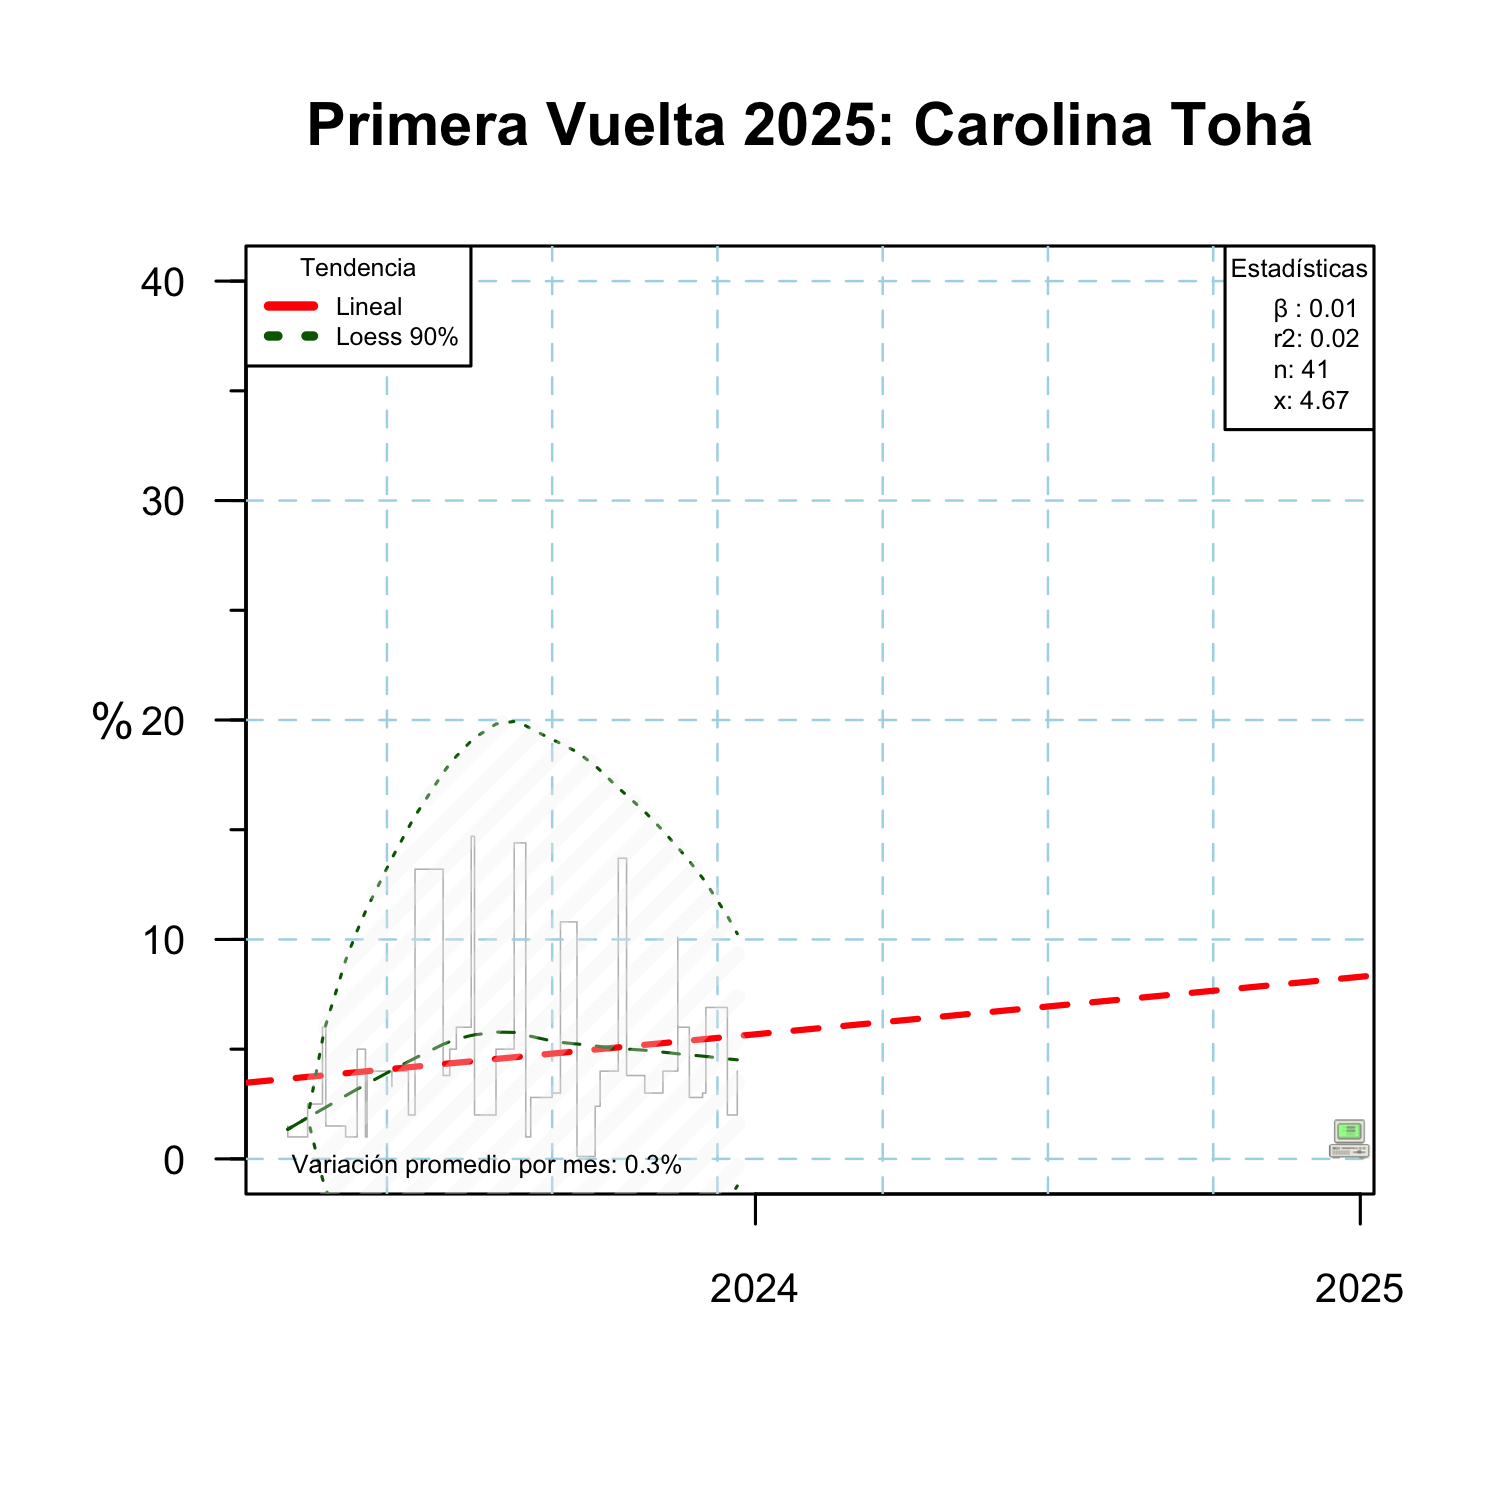 Primera Vuelta 2025: Carolina Tohá
Tendencia
Lineal
Loess 90%
Estadísticas
β : 0.01
r2: 0.02
n: 41
x: 4.67
40
30
%
20
10
0
Variación promedio por mes: 0.3%
2024
2025